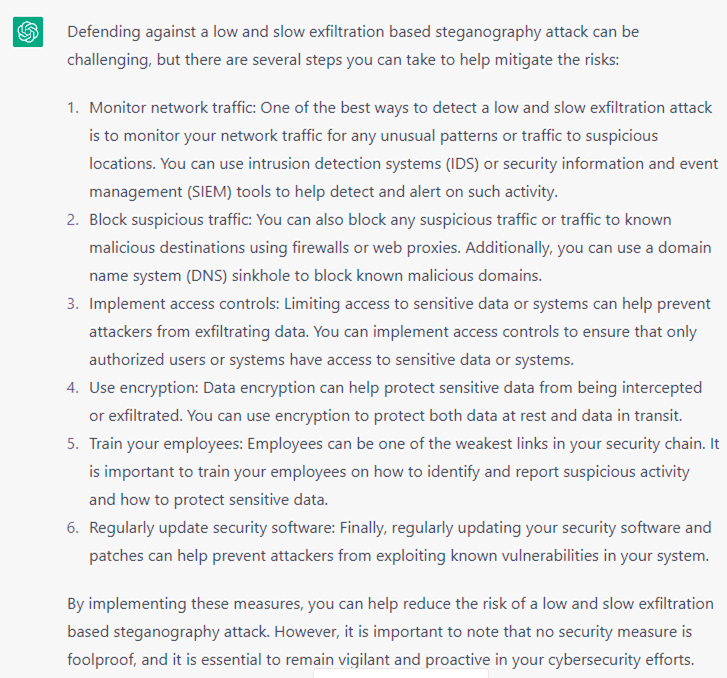 Defending against a low and slow exfiltration based steganography attack can be
challenging, but there are several steps you can take to help mitigate the risks:
1. Monitor network traffic: One of the best ways to detect a low and slow exfiltration attack
is to monitor your network traffic for any unusual patterns or traffic to suspicious
locations. You can use intrusion detection systems (IDS) or security information and event
management (SIEM) tools to help detect and alert on such activity.
2. Block suspicious traffic: You can also block any suspicious traffic or traffic to known
malicious destinations using firewalls or web proxies. Additionally, you can use a domain
name system (DNS) sinkhole to block known malicious domains.
3. Implement access controls: Limiting access to sensitive data or systems can help prevent
attackers from exfiltrating data. You can implement access controls to ensure that only
authorized users or systems have access to sensitive data or systems.
4. Use encryption: Data encryption can help protect sensitive data from being intercepted
or exfiltrated. You can use encryption to protect both data at rest and data in transit.
5. Train your employees: Employees can be one of the weakest links in your security chain. It
is important to train your employees on how to identify and report suspicious activity
and how to protect sensitive data.
6. Regularly update security software: Finally, regularly updating your security software and
patches can help prevent attackers from exploiting known vulnerabilities in your system.
By implementing these measures, you can help reduce the risk of a low and slow exfiltration
based steganography attack. However, it is important to note that no security measure is
foolproof, and it is essential to remain vigilant and proactive in your cybersecurity efforts.